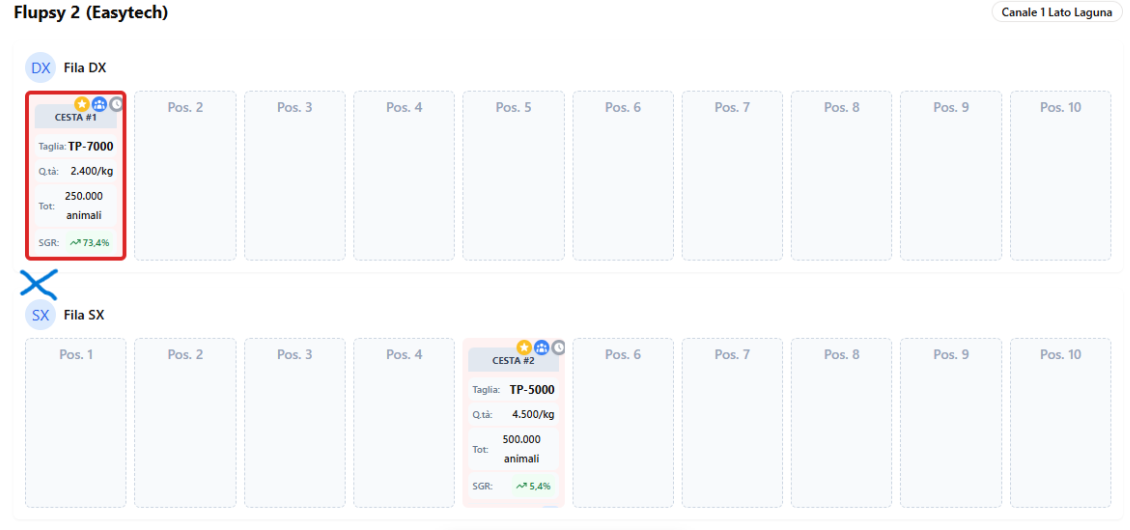 Flupsy 2 (Easytech)
Canale 1 Lato Laguna
DX Fila DX
CESTA #1
Taglia: TP-7000
Q.tà: 2.400/kg
Tot: 250.000 animali
SGR: 73,4%
Pos. 2
Pos. 3
Pos. 4
Pos. 5
Pos. 6
Pos. 7
Pos. 8
Pos. 9
Pos. 10
SX Fila SX
Pos. 1
Pos. 2
Pos. 3
Pos. 4
CESTA #2
Taglia: TP-5000
Q.tà: 4.500/kg
Tot: 500.000 animali
SGR: 5,4%
Pos. 6
Pos. 7
Pos. 8
Pos. 9
Pos. 10